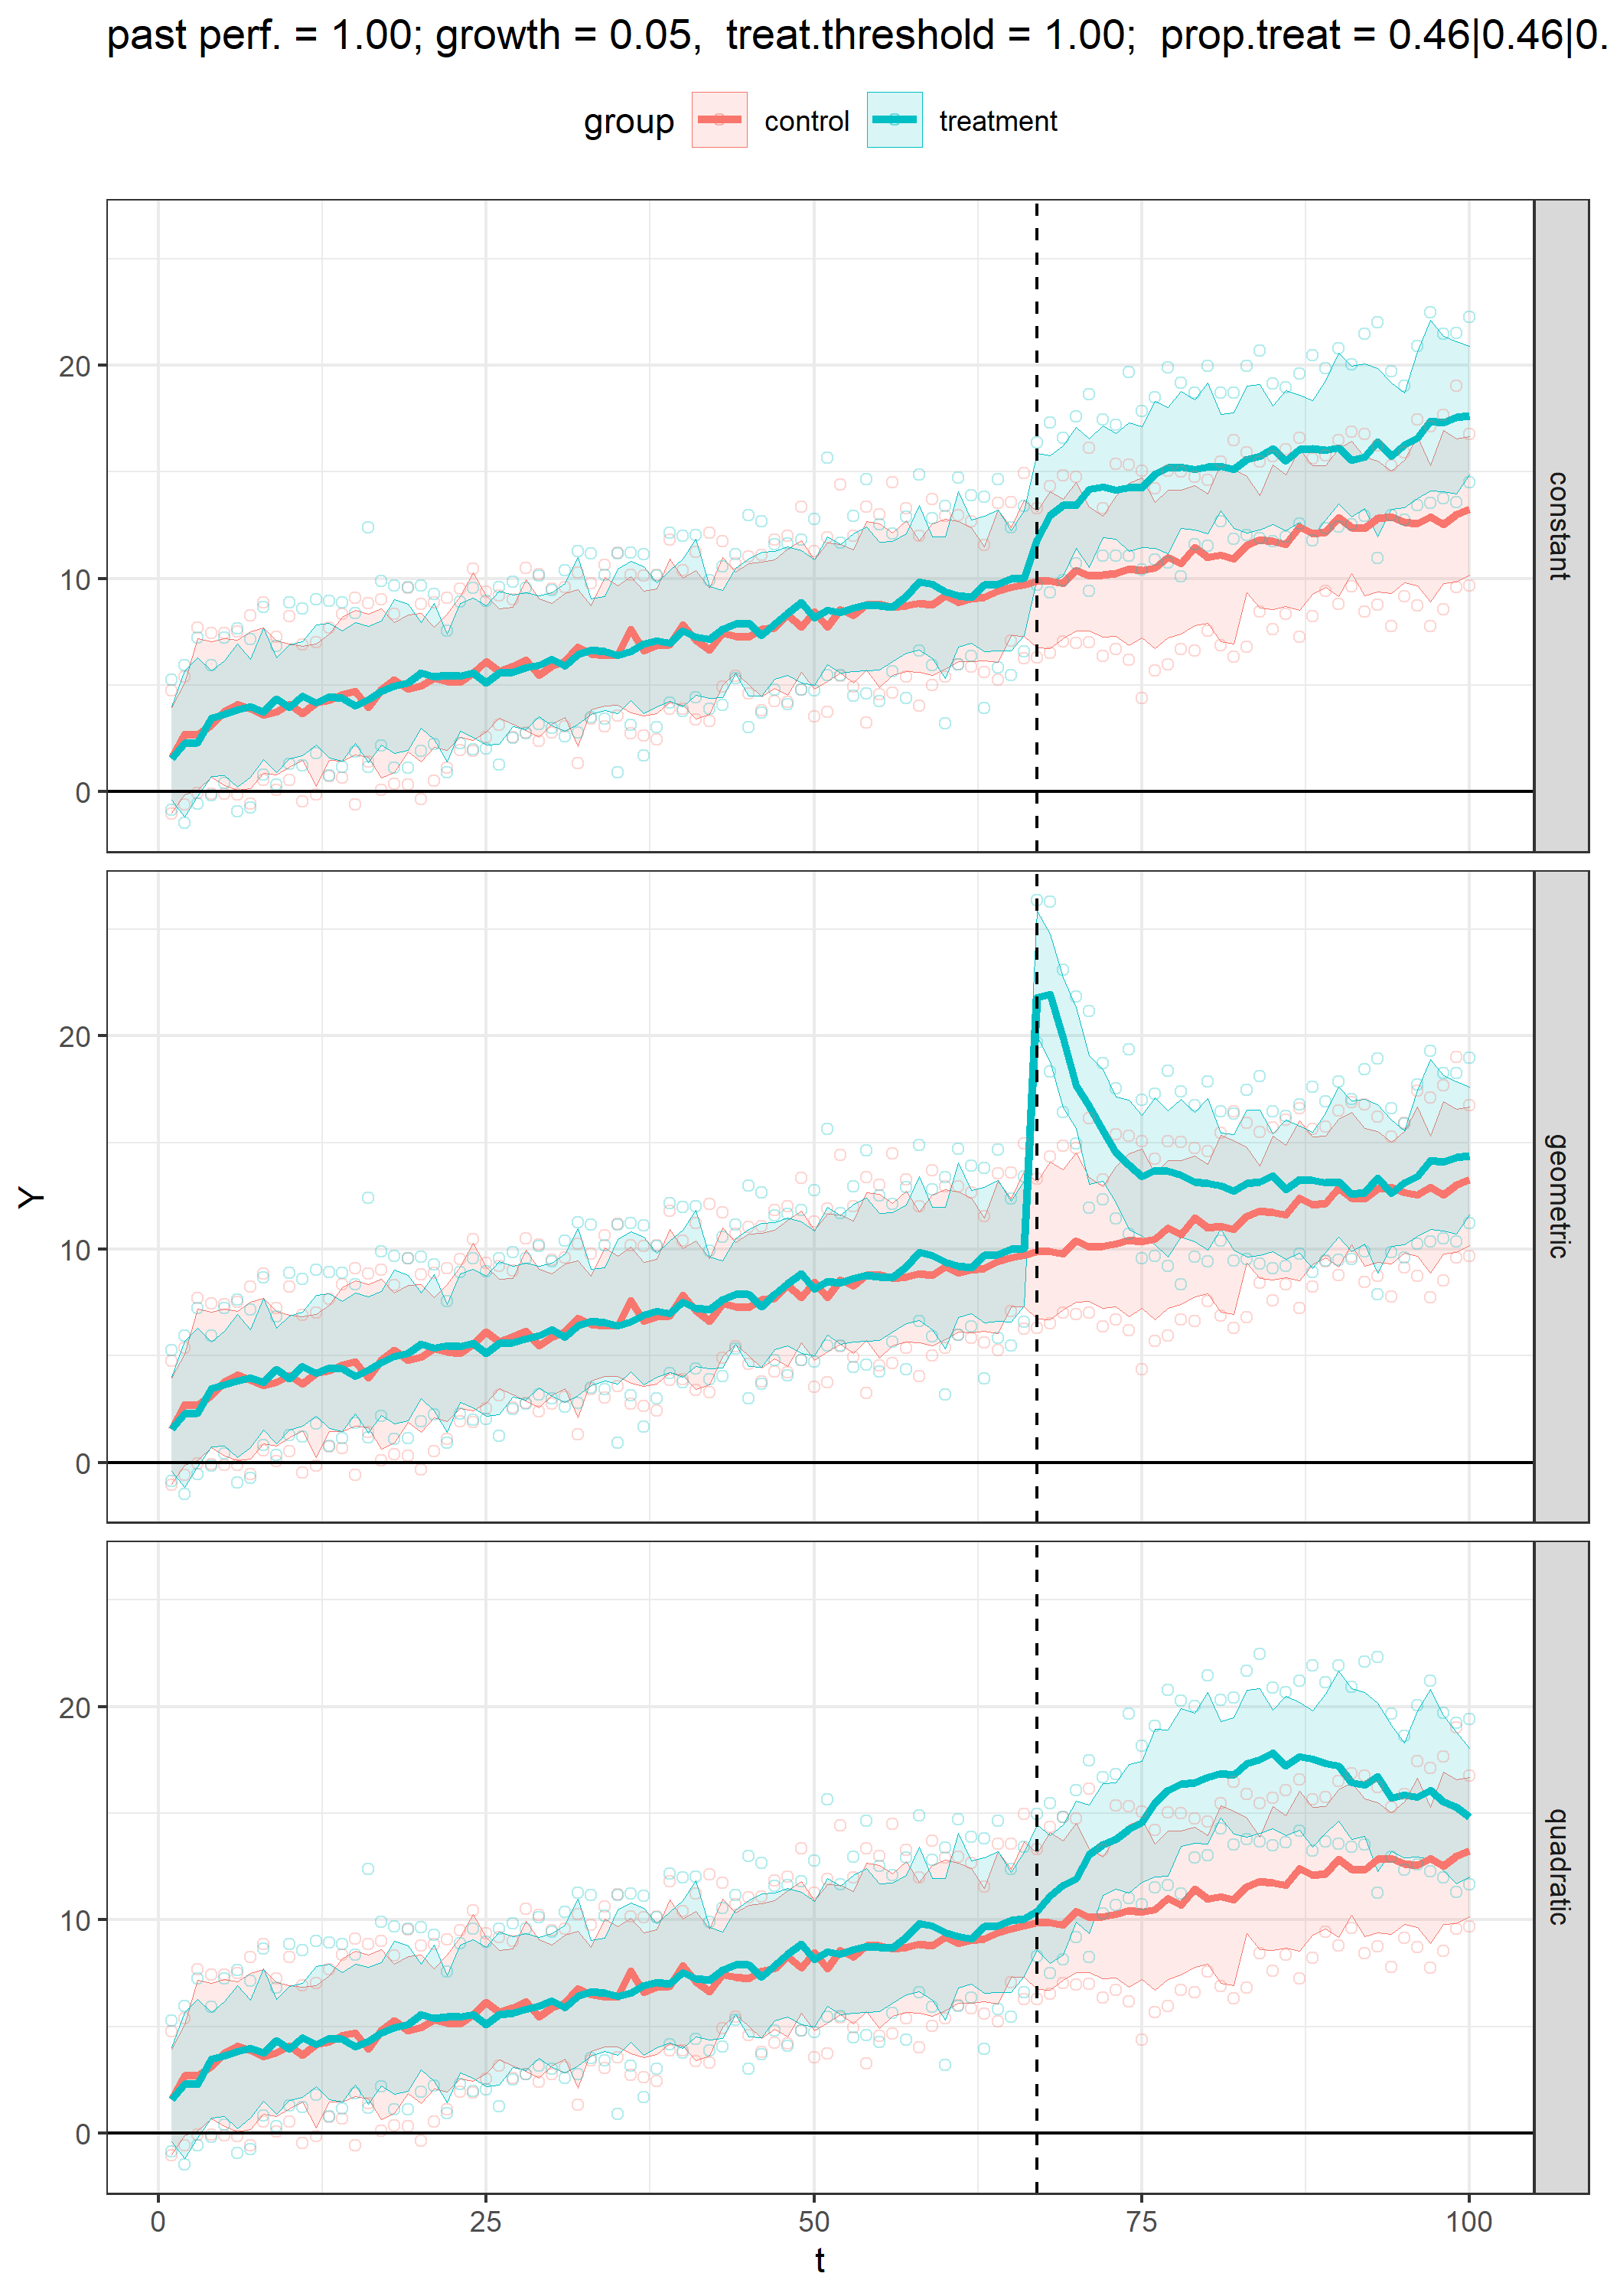 past perf. = 1.00; growth = 0.05,  treat.threshold = 1.00;  prop.treat = 0.46|0.46|0.
group control treatment
20
10
0
constant
20
10
0
geometric
Y
20
10
0
quadratic
0 25 50 75 100
t